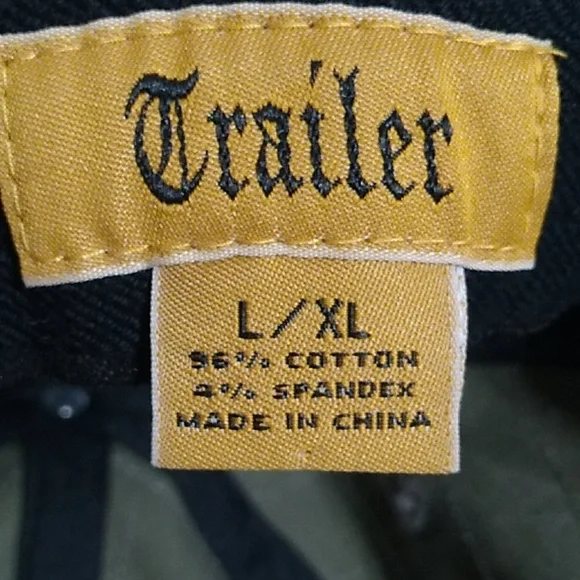 Trailer
L/XL
96% COTTON
4% SPANDEX
MADE IN CHINA